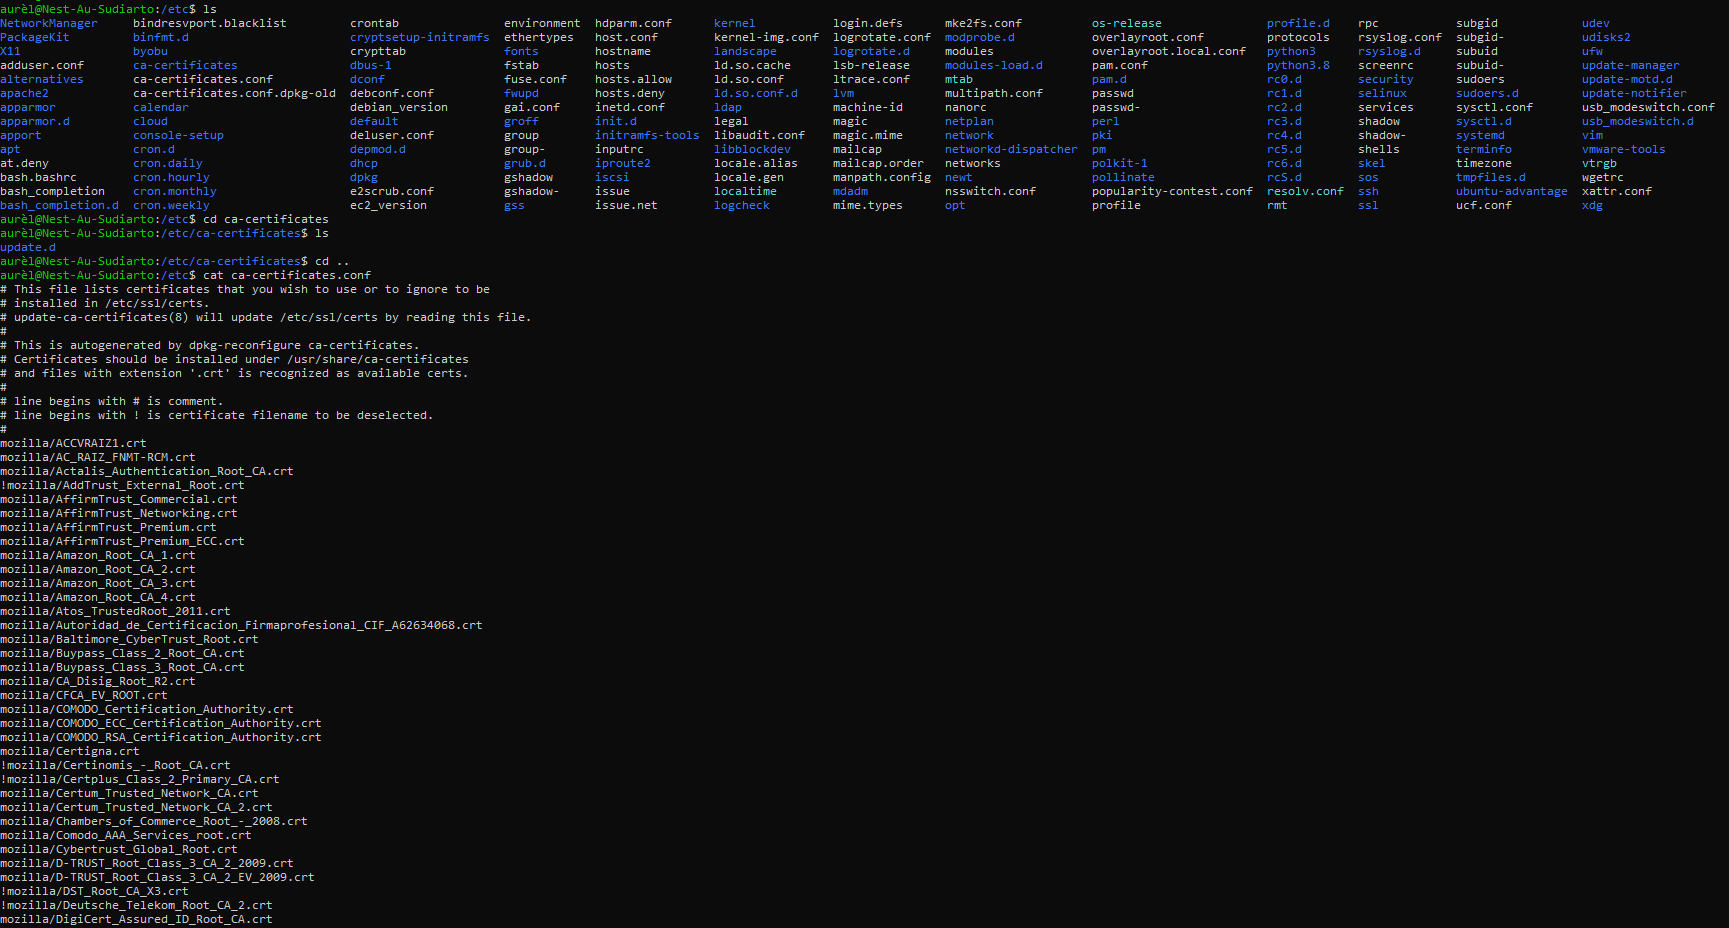 aurèl@Nest-Au-Sudiarto:/etc$ ls
NetworkManager bindresvport.blacklist crontab environment hdparm.conf kernel login.defs mke2fs.conf os-release profile.d rpc subgid udev
PackageKit binfmt.d cryptsetup-initramfs ethertypes host.conf kernel-img.conf logrotate.conf modprobe.d overlayroot.conf protocols rsyslog.conf subgid- udisks2
X11 byobu crypttab fonts hostname landscape logrotate.d modules overlayroot.local.conf python3 rsyslog.d subuid ufw
adduser.conf ca-certificates dbus-1 fstab hosts ld.so.cache lsb-release modules-load.d pam.conf python3.8 screenrc subuid- update-manager
alternatives ca-certificates.conf dconf fuse.conf hosts.allow ld.so.conf ltrace.conf mtab pam.d rc0.d security sudoers update-motd.d
apache2 ca-certificates.conf.dpkg-old debconf.conf fwupd hosts.deny ld.so.conf.d lvm multipath.conf passwd rc1.d selinux sudoers.d update-notifier
apparmor calendar debian_version gai.conf inetd.conf ldap machine-id nanorc passwd- rc2.d services sysctl.conf usb_modeswitch.conf
apparmor.d cloud default groff init.d legal magic netplan perl rc3.d shadow sysctl.d usb_modeswitch.d
apport console-setup deluser.conf group initramfs-tools libaudit.conf magic.mime network pki rc4.d shadow- systemd vim
apt cron.d depmod.d group- inputrc libblockdev mailcap networkd-dispatcher pm rc5.d shells terminfo vmware-tools
at.deny cron.daily dhcp grub.d iproute2 locale.alias mailcap.order networks polkit-1 rc6.d skel timezone vtrgb
bash.bashrc cron.hourly dpkg gshadow iscsi locale.gen manpath.config newt pollinate rcS.d sos tmpfiles.d wgetrc
bash_completion cron.monthly e2scrub.conf gshadow- issue localtime mdadm nsswitch.conf popularity-contest.conf resolv.conf ssh ubuntu-advantage xattr.conf
bash_completion.d cron.weekly ec2_version gss issue.net logcheck mime.types opt profile rmt ssl ucf.conf xdg
aurèl@Nest-Au-Sudiarto:/etc$ cd ca-certificates
aurèl@Nest-Au-Sudiarto:/etc/ca-certificates$ ls
update.d
aurèl@Nest-Au-Sudiarto:/etc/ca-certificates$ cd ..
aurèl@Nest-Au-Sudiarto:/etc$ cat ca-certificates.conf
# This file lists certificates that you wish to use or to ignore to be
# installed in /etc/ssl/certs.
# update-ca-certificates(8) will update /etc/ssl/certs by reading this file.
#
# This is autogenerated by dpkg-reconfigure ca-certificates.
# Certificates should be installed under /usr/share/ca-certificates
# and files with extension '.crt' is recognized as available certs.
#
# line begins with # is comment.
# line begins with ! is certificate filename to be deselected.
#
mozilla/ACCVRAIZ1.crt
mozilla/AC_RAIZ_FNMT-RCM.crt
mozilla/Actalis_Authentication_Root_CA.crt
!mozilla/AddTrust_External_Root.crt
mozilla/AffirmTrust_Commercial.crt
mozilla/AffirmTrust_Networking.crt
mozilla/AffirmTrust_Premium.crt
mozilla/AffirmTrust_Premium_ECC.crt
mozilla/Amazon_Root_CA_1.crt
mozilla/Amazon_Root_CA_2.crt
mozilla/Amazon_Root_CA_3.crt
mozilla/Amazon_Root_CA_4.crt
mozilla/Atos_TrustedRoot_2011.crt
mozilla/Autoridad_de_Certificacion_Firmaprofesional_CIF_A62634068.crt
mozilla/Baltimore_CyberTrust_Root.crt
mozilla/Buypass_Class_2_Root_CA.crt
mozilla/Buypass_Class_3_Root_CA.crt
mozilla/CA_Disig_Root_R2.crt
mozilla/CFCA_EV_ROOT.crt
mozilla/COMODO_Certification_Authority.crt
mozilla/COMODO_ECC_Certification_Authority.crt
mozilla/COMODO_RSA_Certification_Authority.crt
mozilla/Certigna.crt
!mozilla/Certinomis_-_Root_CA.crt
!mozilla/Certplus_Class_2_Primary_CA.crt
mozilla/Certum_Trusted_Network_CA.crt
mozilla/Certum_Trusted_Network_CA_2.crt
mozilla/Chambers_of_Commerce_Root_-_2008.crt
mozilla/Comodo_AAA_Services_root.crt
mozilla/Cybertrust_Global_Root.crt
mozilla/D-TRUST_Root_Class_3_CA_2_2009.crt
mozilla/D-TRUST_Root_Class_3_CA_2_EV_2009.crt
!mozilla/DST_Root_CA_X3.crt
!mozilla/Deutsche_Telekom_Root_CA_2.crt
mozilla/DigiCert_Assured_ID_Root_CA.crt